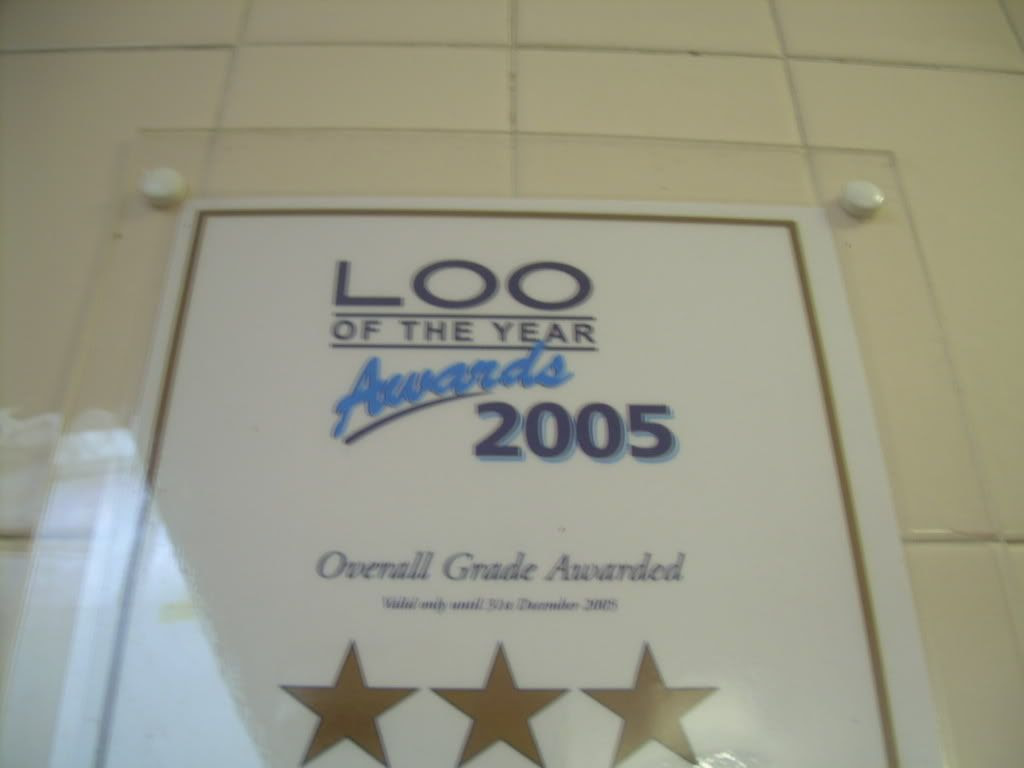 LOO
OF THE YEAR
Awards
2005
Overall Grade Awarded
Valid only until 31st December 2005